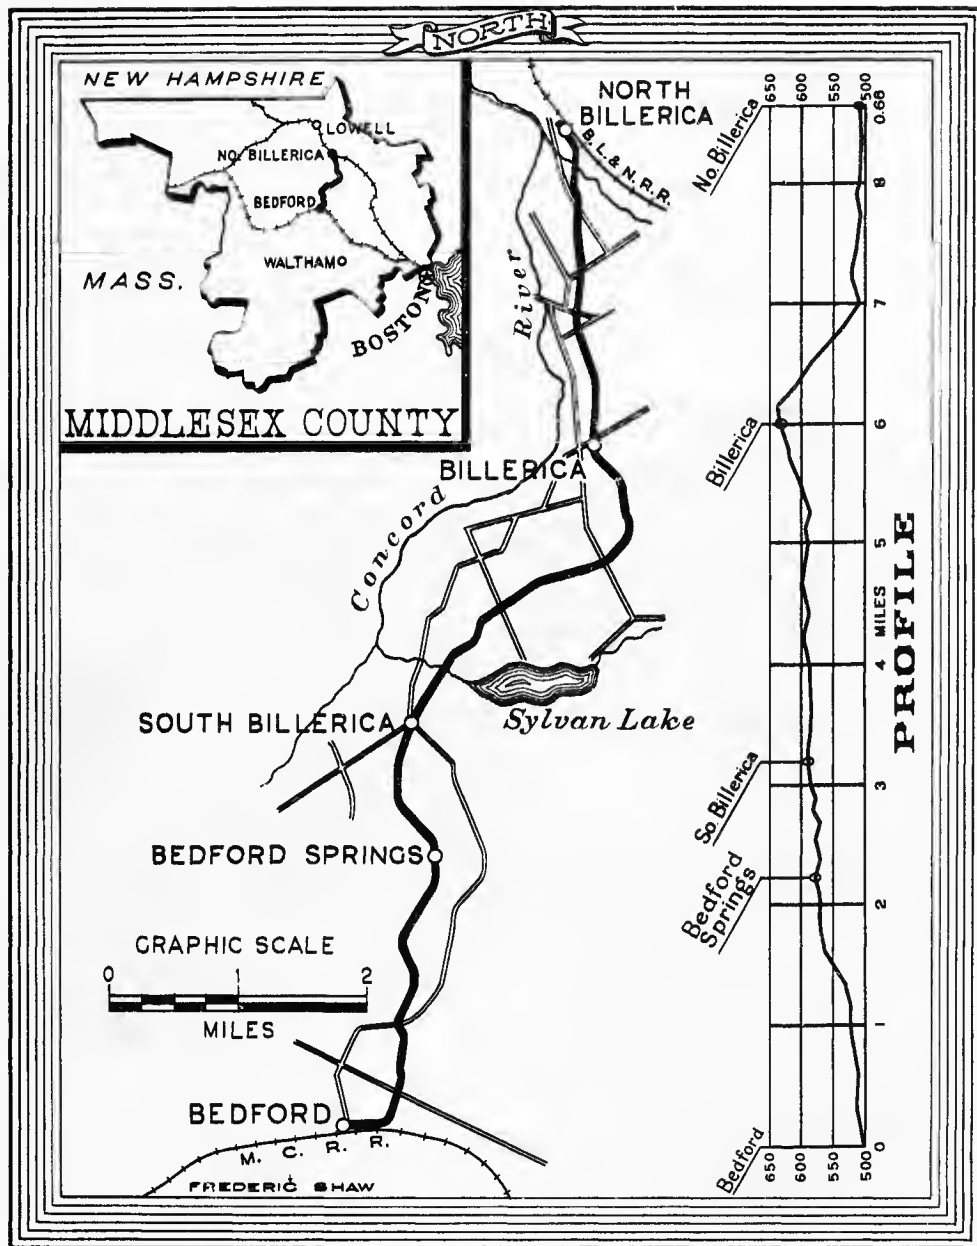 NORTH
NEW HAMPSHIRE
LOWELL
NO. BILLERICA
BEDFORD
WALTHAM
MASS.
BOSTON
MIDDLESEX COUNTY
NORTH
BILLERICA
B. L. & N. R. R.
River
BILLERICA
Concord
SOUTH BILLERICA
Sylvan Lake
BEDFORD SPRINGS
GRAPHIC SCALE
0 1 2
MILES
BEDFORD
M. C. R. R.
FREDERIC SHAW
650 600 550 500
No. Billerica
0.68
8
7
Billerica
6
5
MILES
PROFILE
4
So. Billerica
3
Bedford
Springs
2
1
Bedford
0
650 600 550 500